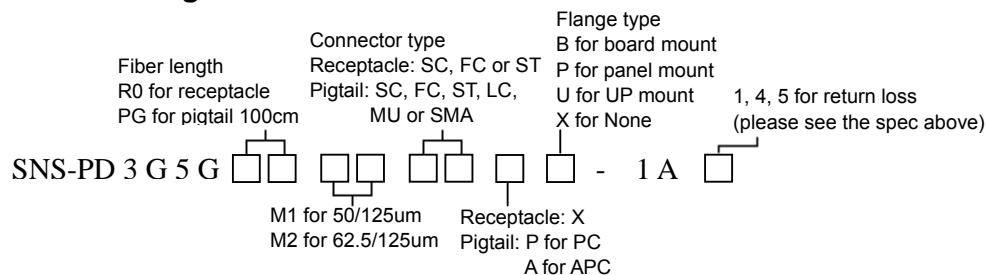 Flange type
B for board mount
P for panel mount
U for UP mount
X for None
Connector type
Receptacle: SC, FC or ST
Pigtail: SC, FC, ST, LC,
MU or SMA
Fiber length
R0 for receptacle
PG for pigtail 100cm
1, 4, 5 for return loss
(please see the spec above)
SNS-PD 3 G 5 G - 1 A
M1 for 50/125um
M2 for 62.5/125um
Receptacle: X
Pigtail: P for PC
A for APC